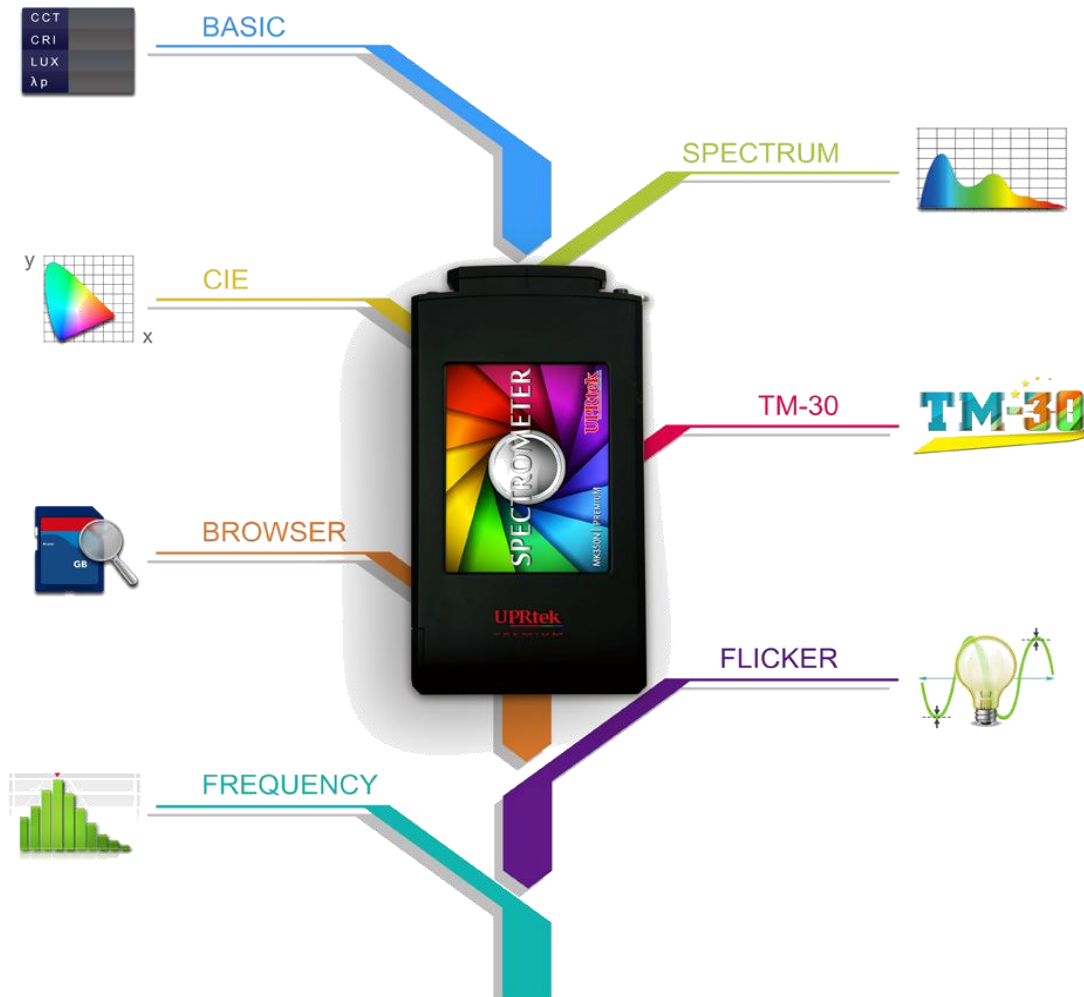 CCT
CRI
LUX
λp
BASIC
SPECTRUM
y
x
CIE
TM-30
TM-30
SPECTROMETER
UPRtek
MK350N | PREMIUM
UPRtek
PREMIUM
BROWSER
GB
FLICKER
FREQUENCY